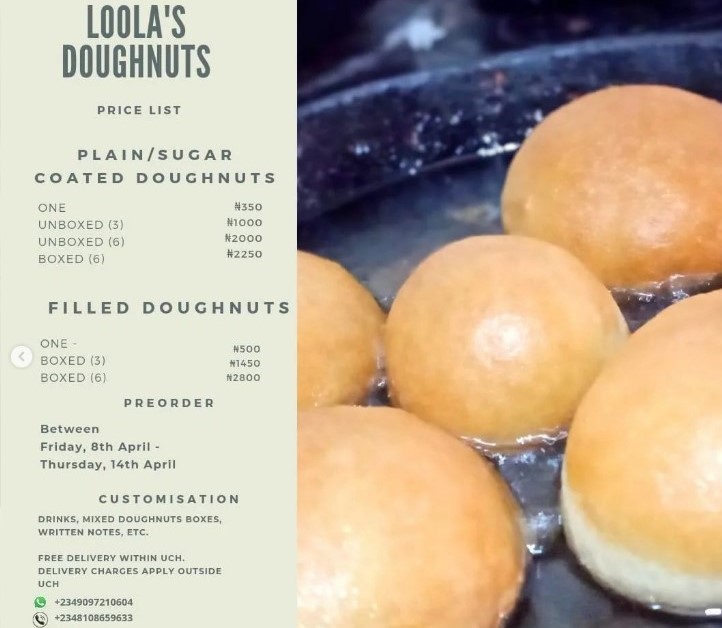 LOOLA'S
DOUGHNUTS
PRICE LIST
PLAIN/SUGAR
COATED DOUGHNUTS
ONE ₦350
UNBOXED (3) ₦1000
UNBOXED (6) ₦2000
BOXED (6) ₦2250
FILLED DOUGHNUTS
ONE - ₦500
BOXED (3) ₦1450
BOXED (6) ₦2800
PREORDER
Between
Friday, 8th April -
Thursday, 14th April
CUSTOMISATION
DRINKS, MIXED DOUGHNUTS BOXES,
WRITTEN NOTES, ETC.
FREE DELIVERY WITHIN UCH.
DELIVERY CHARGES APPLY OUTSIDE
UCH
+2349097210604
+2348108659633